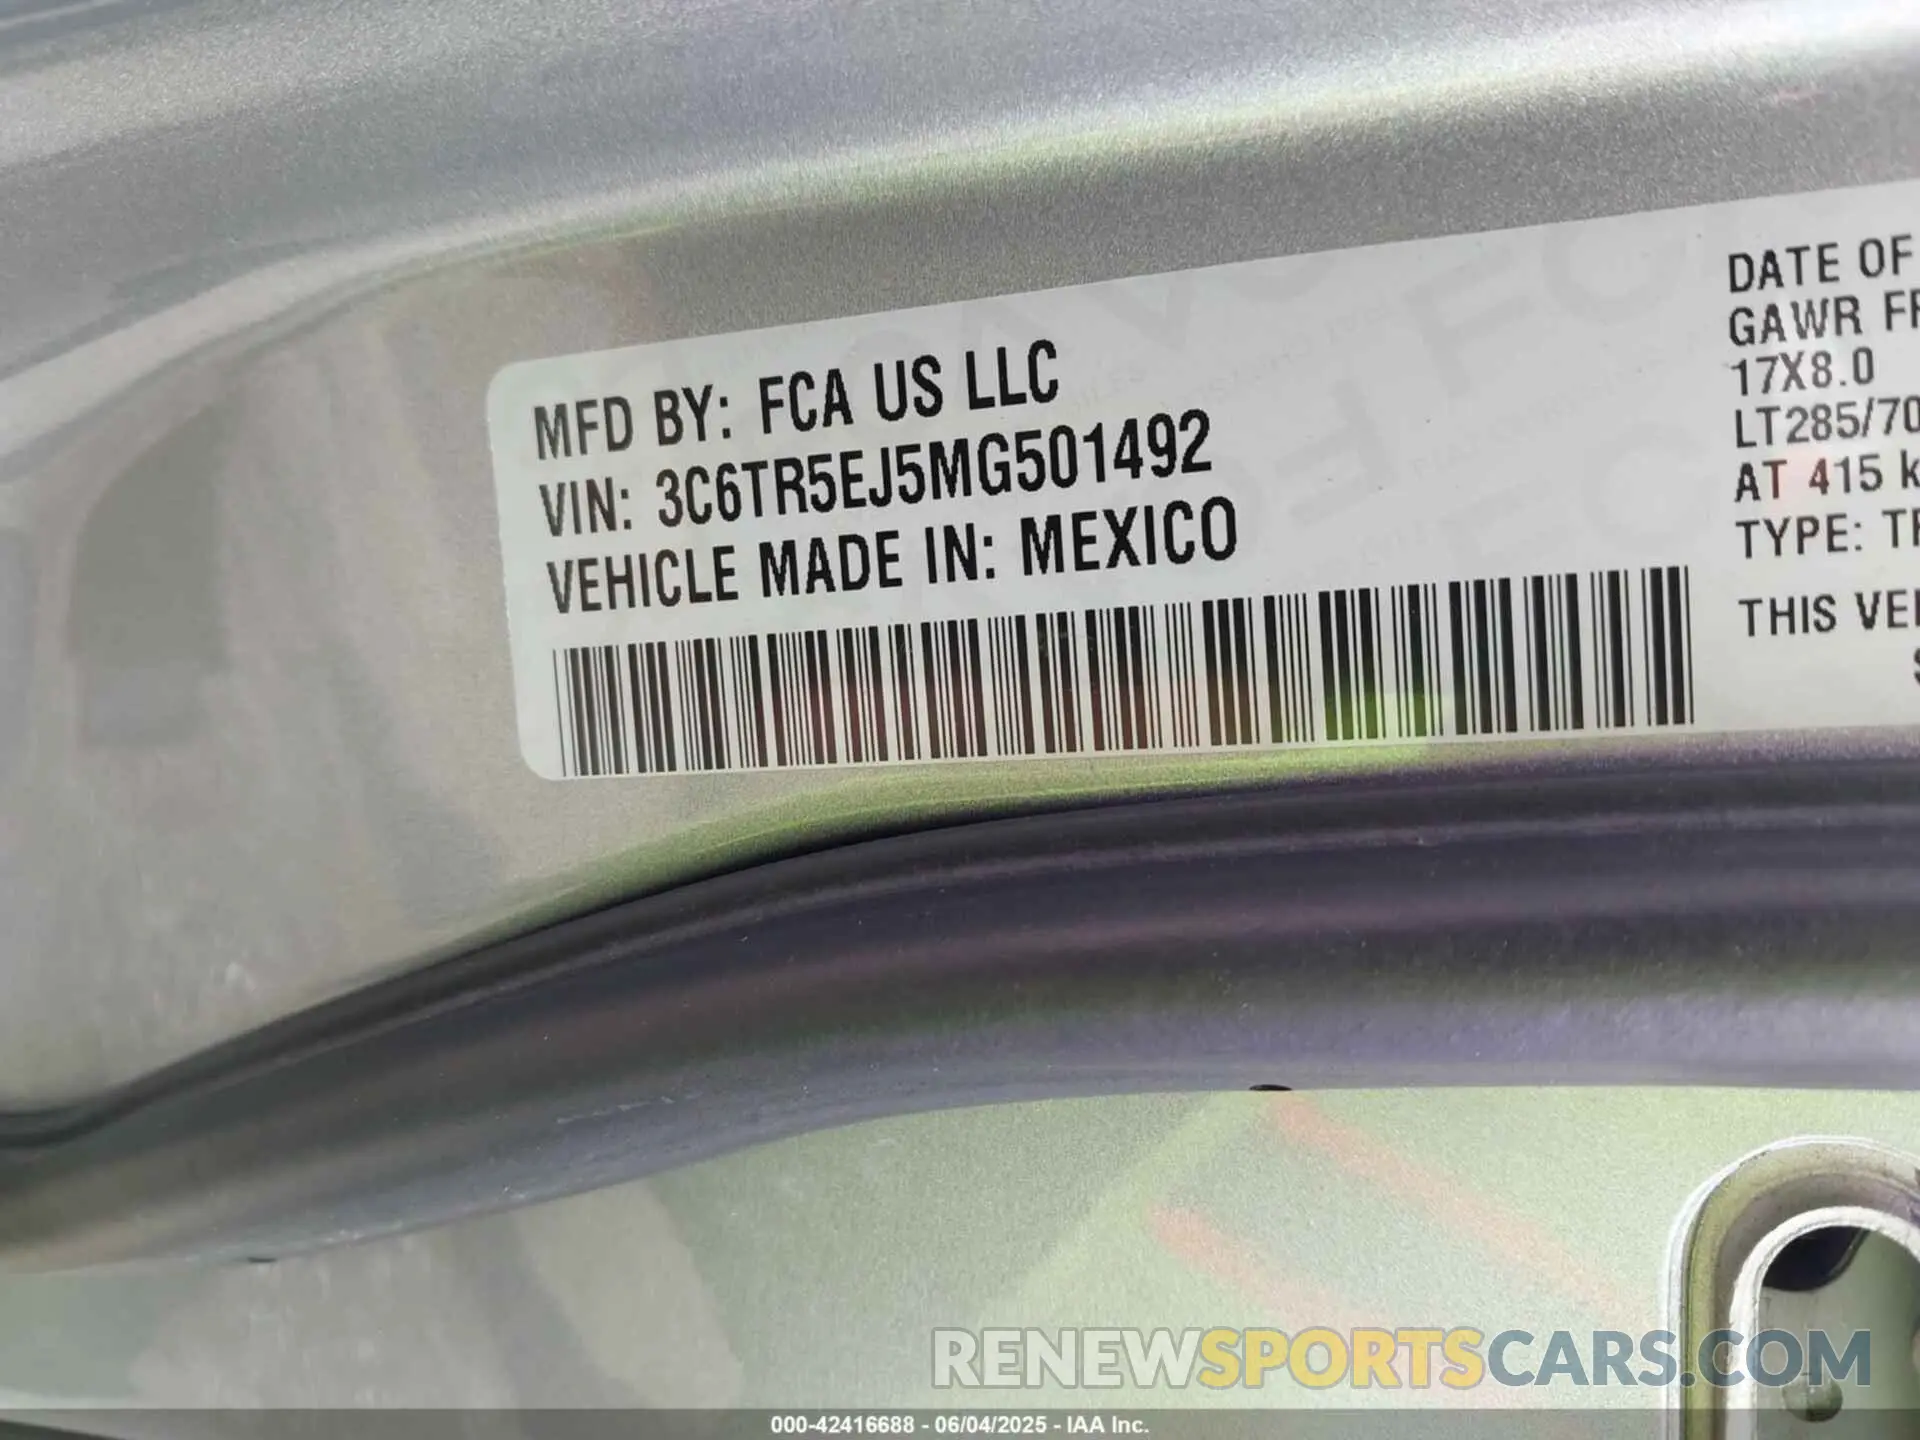 MFD BY: FCA US LLC
VIN: 3C6TR5EJ5MG501492
VEHICLE MADE IN: MEXICO
DATE OF
GAWR
17X8.0
LT285/70
AT 415
TYPE:
THIS
RENEWSPORTSCARS.COM
000-42416688 - 06/04/2025 - IAA Inc.